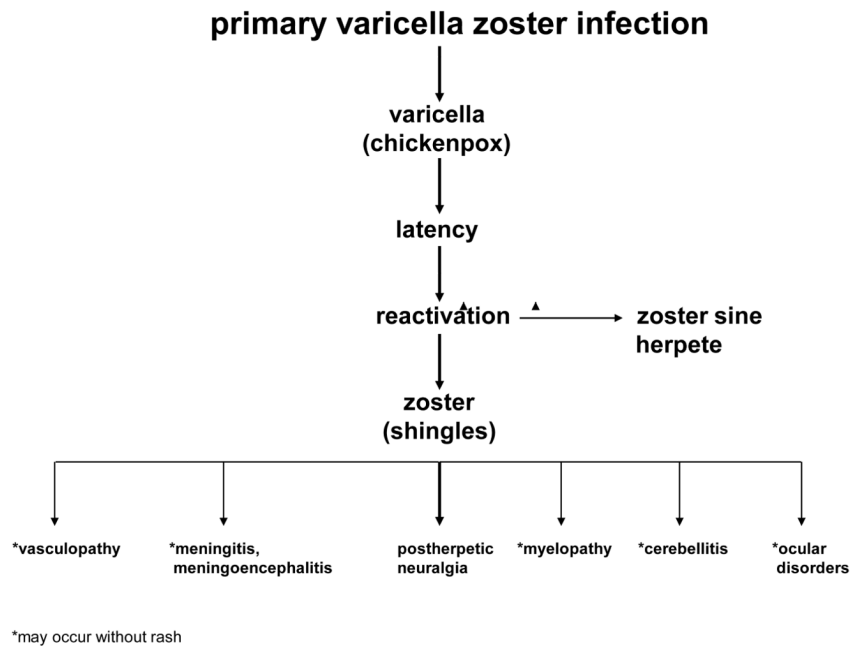 primary varicella zoster infection
varicella
(chickenpox)
latency
reactivation
zoster sine
herpete
zoster
(shingles)
*vasculopathy
*meningitis,
meningoencephalitis
postherpetic
neuralgia
*myelopathy
*cerebellitis
*ocular
disorders
*may occur without rash